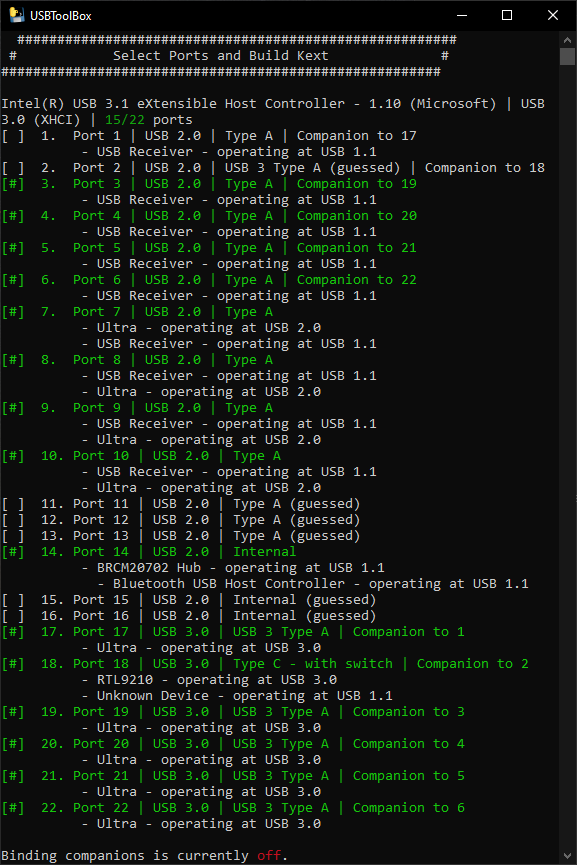 USBToolBox
#######################################################
# Select Ports and Build Kext #
#######################################################
Intel(R) USB 3.1 eXtensible Host Controller - 1.10 (Microsoft) | USB
3.0 (XHCI) | 15/22 ports
[ ] 1. Port 1 | USB 2.0 | Type A | Companion to 17
- USB Receiver - operating at USB 1.1
[ ] 2. Port 2 | USB 2.0 | USB 3 Type A (guessed) | Companion to 18
[#] 3. Port 3 | USB 2.0 | Type A | Companion to 19
- USB Receiver - operating at USB 1.1
[#] 4. Port 4 | USB 2.0 | Type A | Companion to 20
- USB Receiver - operating at USB 1.1
[#] 5. Port 5 | USB 2.0 | Type A | Companion to 21
- USB Receiver - operating at USB 1.1
[#] 6. Port 6 | USB 2.0 | Type A | Companion to 22
- USB Receiver - operating at USB 1.1
[#] 7. Port 7 | USB 2.0 | Type A
- Ultra - operating at USB 2.0
- USB Receiver - operating at USB 1.1
[#] 8. Port 8 | USB 2.0 | Type A
- USB Receiver - operating at USB 1.1
- Ultra - operating at USB 2.0
[#] 9. Port 9 | USB 2.0 | Type A
- USB Receiver - operating at USB 1.1
- Ultra - operating at USB 2.0
[#] 10. Port 10 | USB 2.0 | Type A
- USB Receiver - operating at USB 1.1
- Ultra - operating at USB 2.0
[ ] 11. Port 11 | USB 2.0 | Type A (guessed)
[ ] 12. Port 12 | USB 2.0 | Type A (guessed)
[ ] 13. Port 13 | USB 2.0 | Type A (guessed)
[#] 14. Port 14 | USB 2.0 | Internal
- BRCM20702 Hub - operating at USB 1.1
- Bluetooth USB Host Controller - operating at USB 1.1
[ ] 15. Port 15 | USB 2.0 | Internal (guessed)
[ ] 16. Port 16 | USB 2.0 | Internal (guessed)
[#] 17. Port 17 | USB 3.0 | USB 3 Type A | Companion to 1
- Ultra - operating at USB 3.0
[#] 18. Port 18 | USB 3.0 | Type C - with switch | Companion to 2
- RTL9210 - operating at USB 3.0
- Unknown Device - operating at USB 1.1
[#] 19. Port 19 | USB 3.0 | USB 3 Type A | Companion to 3
- Ultra - operating at USB 3.0
[#] 20. Port 20 | USB 3.0 | USB 3 Type A | Companion to 4
- Ultra - operating at USB 3.0
[#] 21. Port 21 | USB 3.0 | USB 3 Type A | Companion to 5
- Ultra - operating at USB 3.0
[#] 22. Port 22 | USB 3.0 | USB 3 Type A | Companion to 6
- Ultra - operating at USB 3.0
Binding companions is currently off.